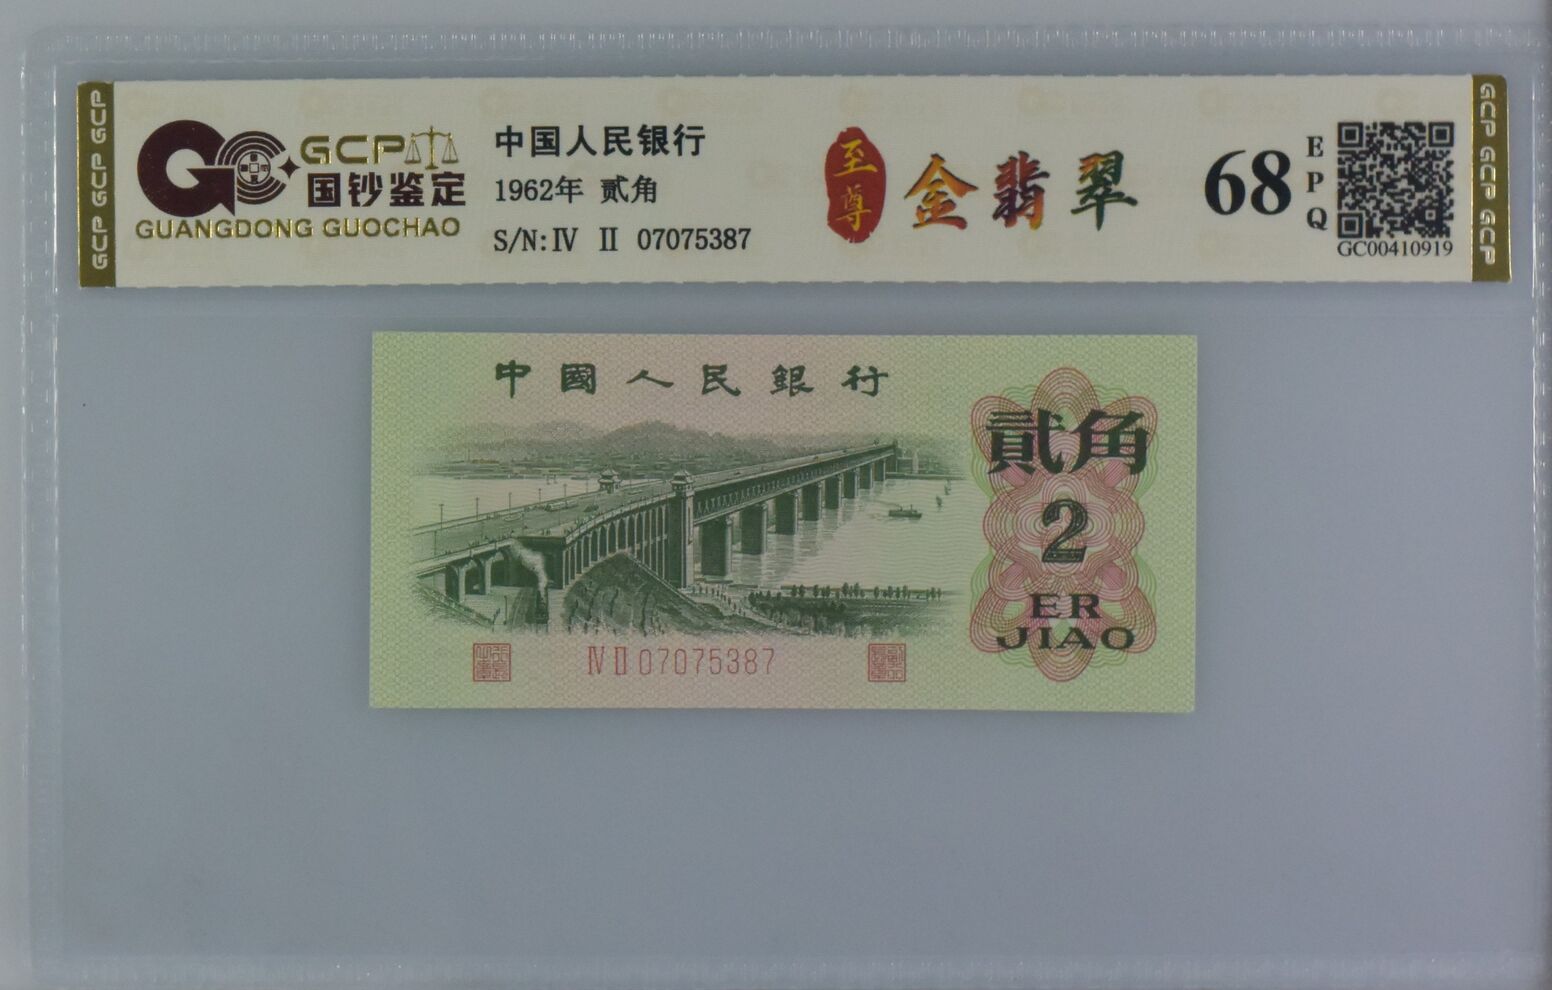 GCP GCP GCP
GCP
国钞鉴定
GUANGDONG GUOCHAO
中国人民银行
1962年 贰角
S/N: Ⅳ Ⅱ 07075387
至尊
金翡翠
68
EPQ
GC00410919
GCP GCP GCP
中國人民銀行
貳角
2
ER
JIAO
Ⅳ Ⅱ 07075387